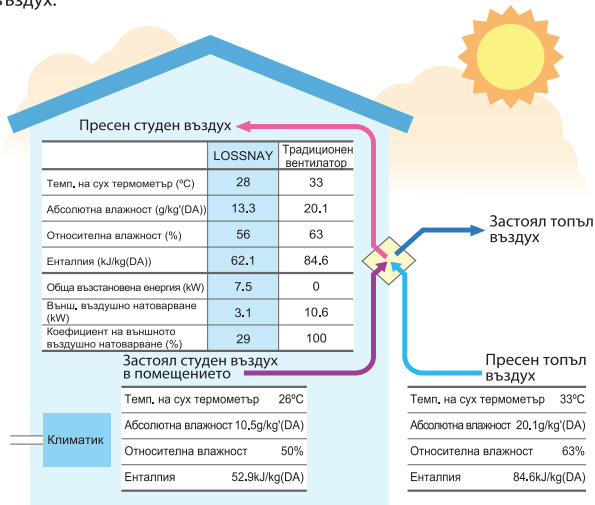 въздух.
Пресен студен въздух
LOSSNAY Традиционен вентилатор
Темп. на сух термометър (ºC) 28 33
Абсолютна влажност (g/kg'(DA)) 13.3 20.1
Относителна влажност (%) 56 63
Енталпия (kJ/kg(DA)) 62.1 84.6
Обща възстановена енергия (kW) 7.5 0
Външ. въздушно натоварване
(kW) 3.1 10.6
Коефициент на външното
въздушно натоварване (%) 29 100
Застоял топъл
въздух
Застоял студен въздух
в помещението
Темп. на сух термометър 26ºC
Абсолютна влажност 10.5g/kg'(DA)
Относителна влажност 50%
Енталпия 52.9kJ/kg(DA)
Климатик
Пресен топъл
въздух
Темп. на сух термометър 33ºC
Абсолютна влажност 20.1g/kg'(DA)
Относителна влажност 63%
Енталпия 84.6kJ/kg(DA)